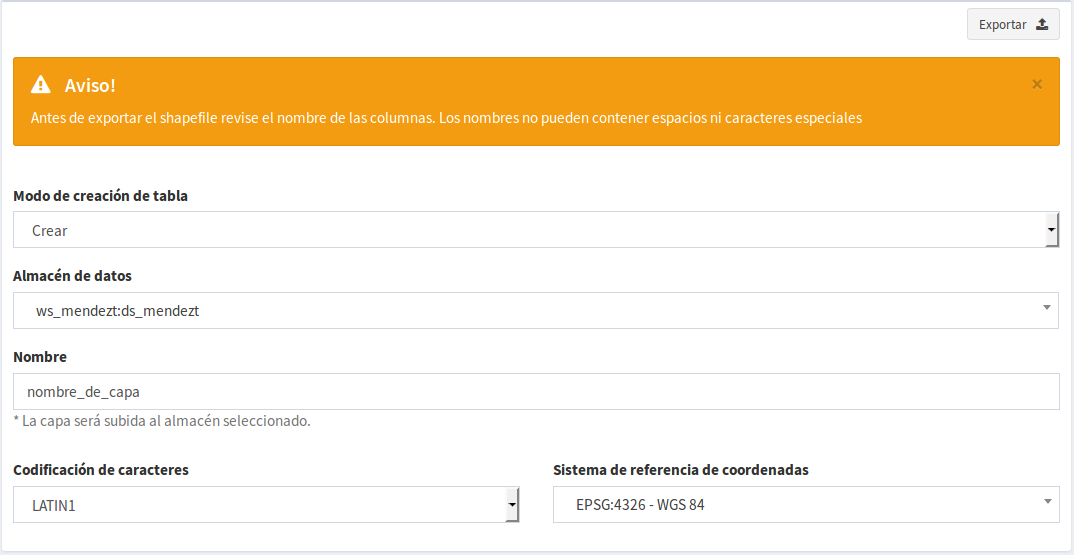 Exportar
Aviso!
×
Antes de exportar el shapefile revise el nombre de las columnas. Los nombres no pueden contener espacios ni caracteres especiales
Modo de creación de tabla
Crear
Almacén de datos
ws_mendezt:ds_mendezt
Nombre
nombre_de_capa
* La capa será subida al almacén seleccionado.
Codificación de caracteres
LATIN1
Sistema de referencia de coordenadas
EPSG:4326 - WGS 84